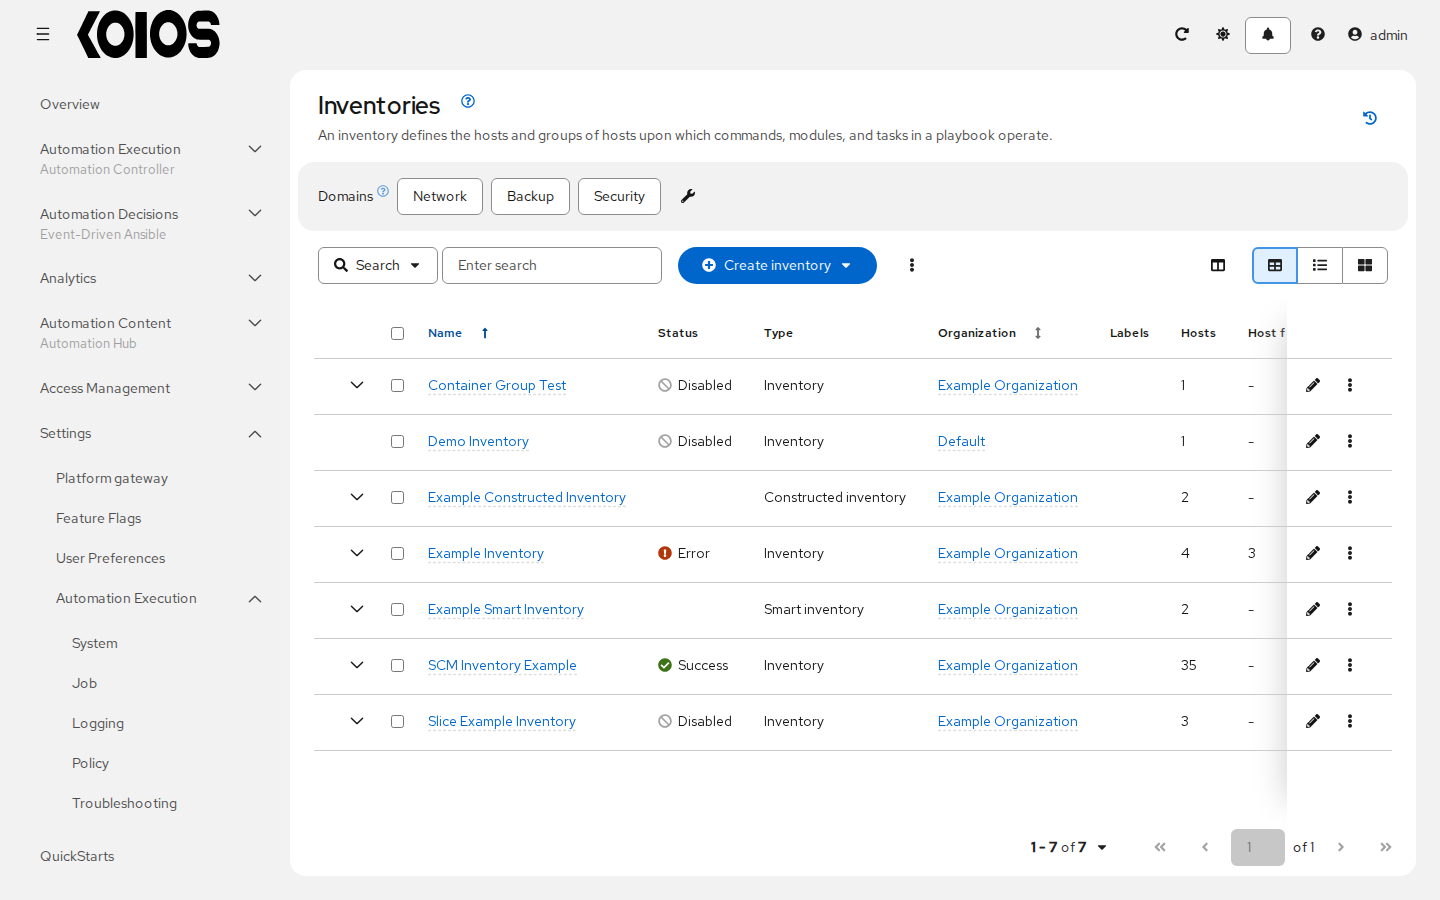 KOIOS
admin
Overview
Automation Execution
Automation Controller
Automation Decisions
Event-Driven Ansible
Analytics
Automation Content
Automation Hub
Access Management
Settings
Platform gateway
Feature Flags
User Preferences
Automation Execution
System
Job
Logging
Policy
Troubleshooting
QuickStarts
Inventories
An inventory defines the hosts and groups of hosts upon which commands, modules, and tasks in a playbook operate.
Domains Network Backup Security
Search Enter search Create inventory
Name Status Type Organization Labels Hosts Host f
Container Group Test Disabled Inventory Example Organization 1 -
Demo Inventory Disabled Inventory Default 1 -
Example Constructed Inventory Constructed inventory Example Organization 2 -
Example Inventory Error Inventory Example Organization 4 3
Example Smart Inventory Smart inventory Example Organization 2 -
SCM Inventory Example Success Inventory Example Organization 35 -
Slice Example Inventory Disabled Inventory Example Organization 3 -
1 - 7 of 7 1 of 1